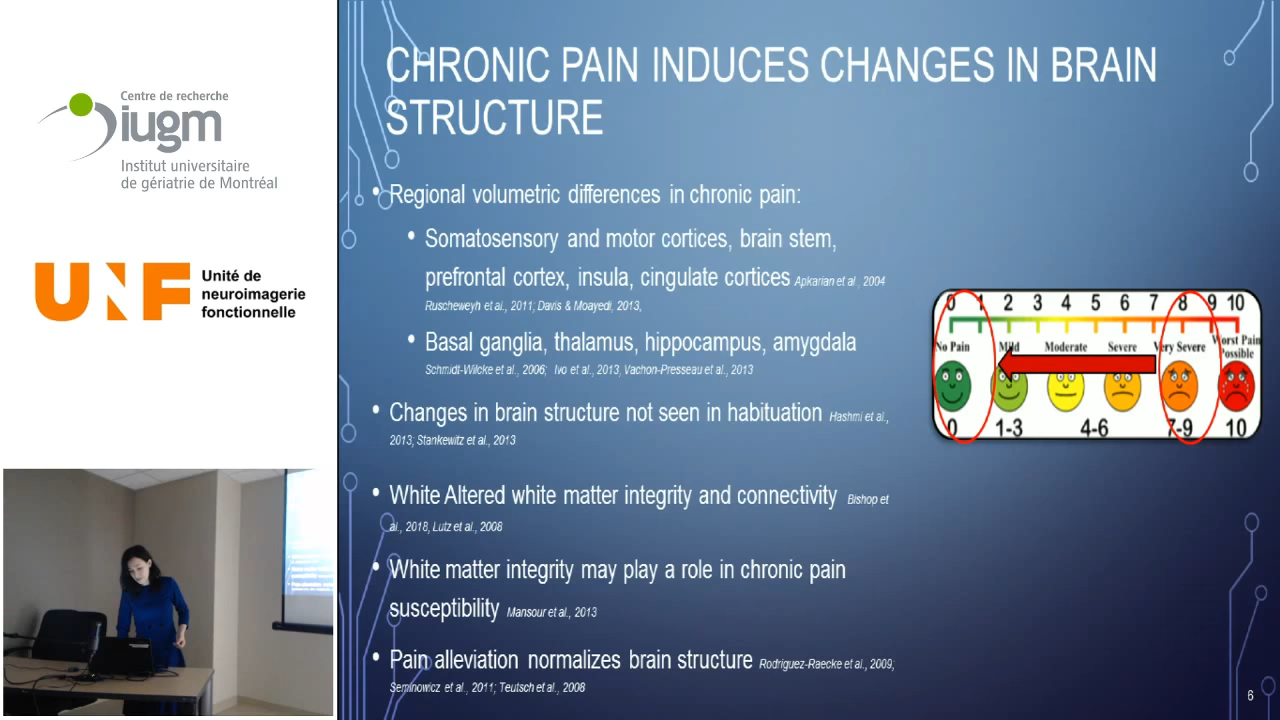 Centre de recherche
iugm
Institut universitaire
de gériatrie de Montréal
UNF
Unité de
neuroimagerie
fonctionnelle
CHRONIC PAIN INDUCES CHANGES IN BRAIN
STRUCTURE
• Regional volumetric differences in chronic pain:
• Somatosensory and motor cortices, brain stem,
prefrontal cortex, insula, cingulate cortices Apkarian et al., 2004
Ruscheweyh et al., 2011; Davis & Moayedi, 2013,
• Basal ganglia, thalamus, hippocampus, amygdala
Schmidt-Wilcke et al., 2006; Ivo et al., 2013, Vachon-Presseau et al., 2013
• Changes in brain structure not seen in habituation Hashmi et al.,
2013; Stankewitz et al., 2013
• White Altered white matter integrity and connectivity Bishop et
al., 2018, Lutz et al., 2008
• White matter integrity may play a role in chronic pain
susceptibility Mansour et al., 2013
• Pain alleviation normalizes brain structure Rodriguez-Raecke et al., 2009;
Seminowicz et al., 2011; Teutsch et al., 2008
0 1 2 3 4 5 6 7 8 9 10
No Pain Mild Moderate Severe Very Severe Worst Pain
Possible
0 1-3 4-6 7-9 10
6